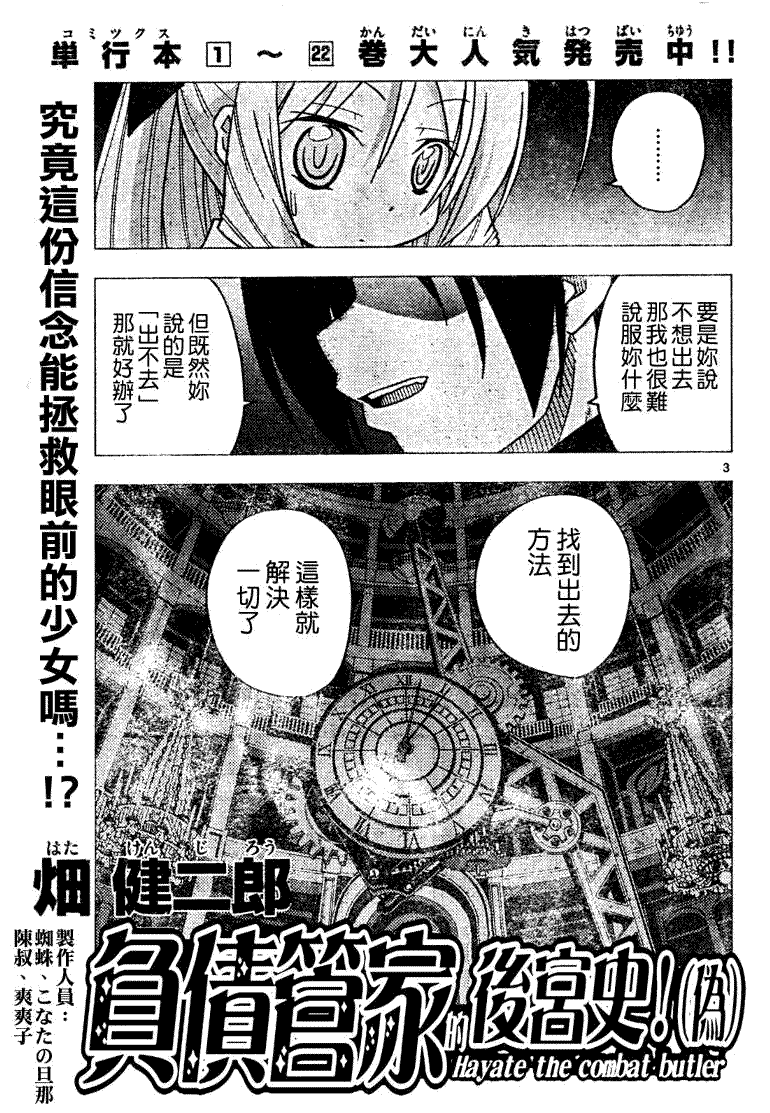 コミックス かん だい にん き はつ ばい ちゆう
単行本 1 ～ 22 巻大人気発売中!!
究竟這份信念能拯救眼前的少女嗎…!?
………
要是妳說
不想出去
那我也很難
說服妳什麼
但既然妳
說的是
「出不去」
那就好辦了
3
找到出去的
方法
這樣就
解決
一切了
はた けん じ ろう
畑 健二郎
製作人員：
蜘蛛、こなたの旦那
陳叔、爽爽子
負債管家的後宮史！(偽)
Hayate the combat butler